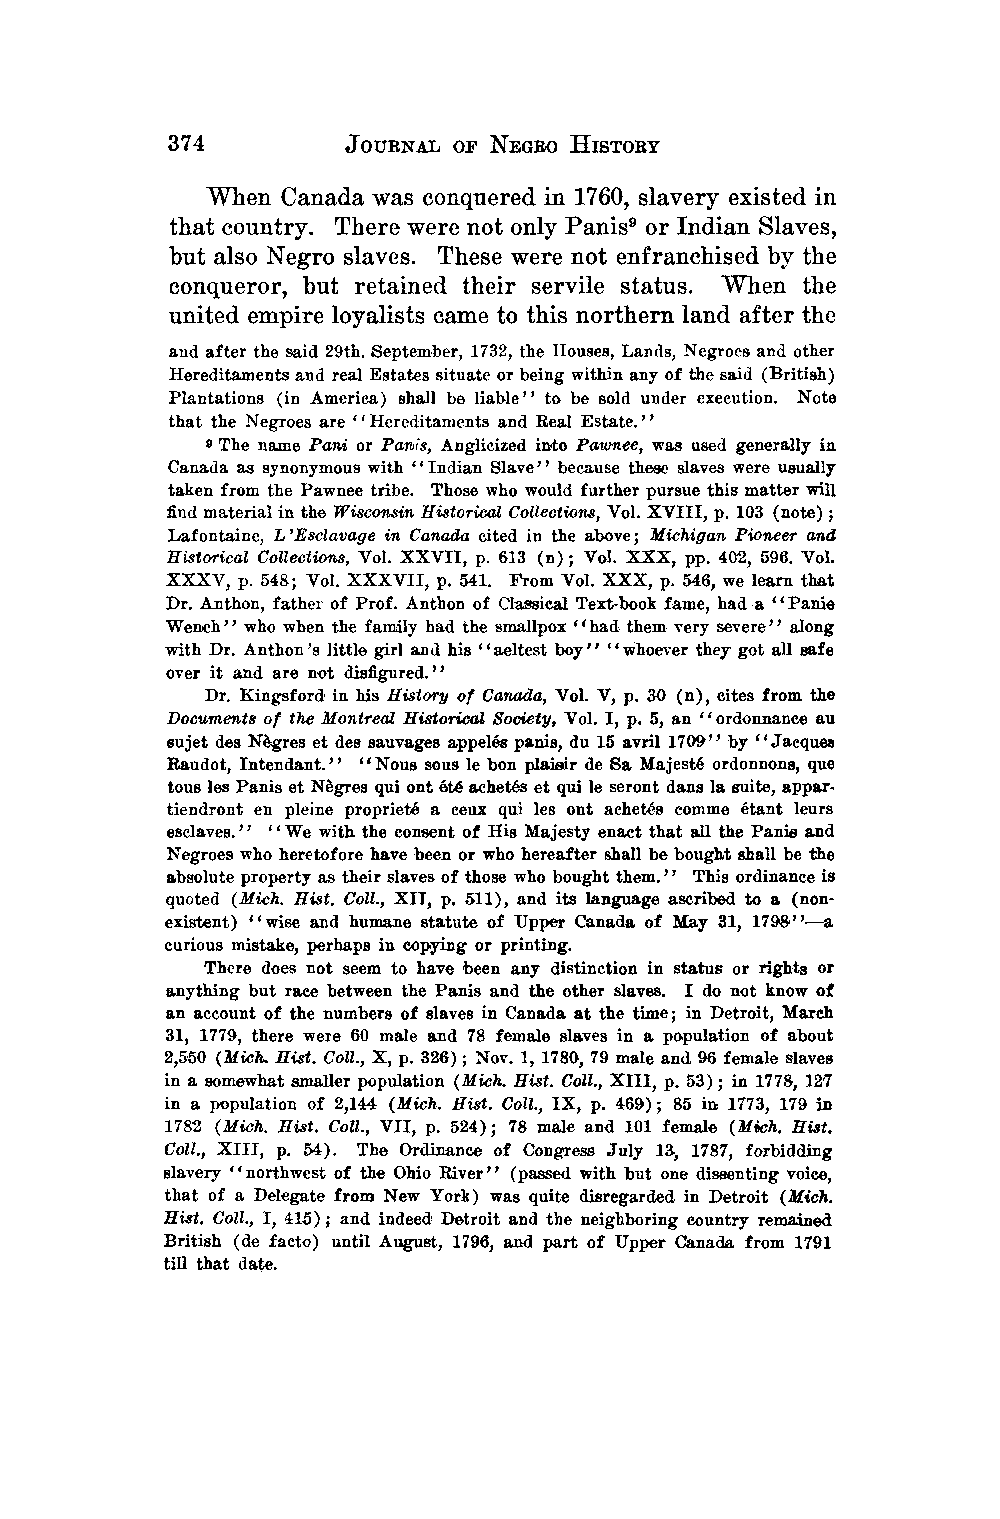 374 JOURNAL OF NEGRO HISTORY
When Canada was conquered in 1760, slavery existed in
that country. There were not only Panis⁹ or Indian Slaves,
but also Negro slaves. These were not enfranchised by the
conqueror, but retained their servile status. When the
united empire loyalists came to this northern land after the
and after the said 29th. September, 1732, the Houses, Lands, Negroes and other
Hereditaments and real Estates situate or being within any of the said (British)
Plantations (in America) shall be liable'' to be sold under execution. Note
that the Negroes are ''Hereditaments and Real Estate.''
⁹ The name Pani or Panis, Anglicized into Pawnee, was used generally in
Canada as synonymous with ''Indian Slave'' because these slaves were usually
taken from the Pawnee tribe. Those who would further pursue this matter will
find material in the Wisconsin Historical Collections, Vol. XVIII, p. 103 (note);
Lafontaine, L'Esclavage in Canada cited in the above; Michigan Pioneer and
Historical Collections, Vol. XXVII, p. 613 (n); Vol. XXX, pp. 402, 596. Vol.
XXXV, p. 548; Vol. XXXVII, p. 541. From Vol. XXX, p. 546, we learn that
Dr. Anthon, father of Prof. Anthon of Classical Text-book fame, had a ''Panie
Wench'' who when the family had the smallpox ''had them very severe'' along
with Dr. Anthon's little girl and his ''aeltest boy'' ''whoever they got all safe
over it and are not disfigured.''
Dr. Kingsford in his History of Canada, Vol. V, p. 30 (n), cites from the
Documents of the Montreal Historical Society, Vol. I, p. 5, an ''ordonnance au
sujet des Nègres et des sauvages appelés panis, du 15 avril 1709'' by ''Jacques
Raudot, Intendant.'' ''Nous sous le bon plaisir de Sa Majesté ordonnons, que
tous les Panis et Nègres qui ont été achetés et qui le seront dans la suite, appar-
tiendront en pleine proprieté a ceux qui les ont achetés comme étant leurs
esclaves.'' ''We with the consent of His Majesty enact that all the Panis and
Negroes who heretofore have been or who hereafter shall be bought shall be the
absolute property as their slaves of those who bought them.'' This ordinance is
quoted (Mich. Hist. Coll., XII, p. 511), and its language ascribed to a (non-
existent) ''wise and humane statute of Upper Canada of May 31, 1798''—a
curious mistake, perhaps in copying or printing.
There does not seem to have been any distinction in status or rights or
anything but race between the Panis and the other slaves. I do not know of
an account of the numbers of slaves in Canada at the time; in Detroit, March
31, 1779, there were 60 male and 78 female slaves in a population of about
2,550 (Mich. Hist. Coll., X, p. 326); Nov. 1, 1780, 79 male and 96 female slaves
in a somewhat smaller population (Mich. Hist. Coll., XIII, p. 53); in 1778, 127
in a population of 2,144 (Mich. Hist. Coll., IX, p. 469); 85 in 1773, 179 in
1782 (Mich. Hist. Coll., VII, p. 524); 78 male and 101 female (Mich. Hist.
Coll., XIII, p. 54). The Ordinance of Congress July 13, 1787, forbidding
slavery ''northwest of the Ohio River'' (passed with but one dissenting voice,
that of a Delegate from New York) was quite disregarded in Detroit (Mich.
Hist. Coll., I, 415); and indeed Detroit and the neighboring country remained
British (de facto) until August, 1796, and part of Upper Canada from 1791
till that date.